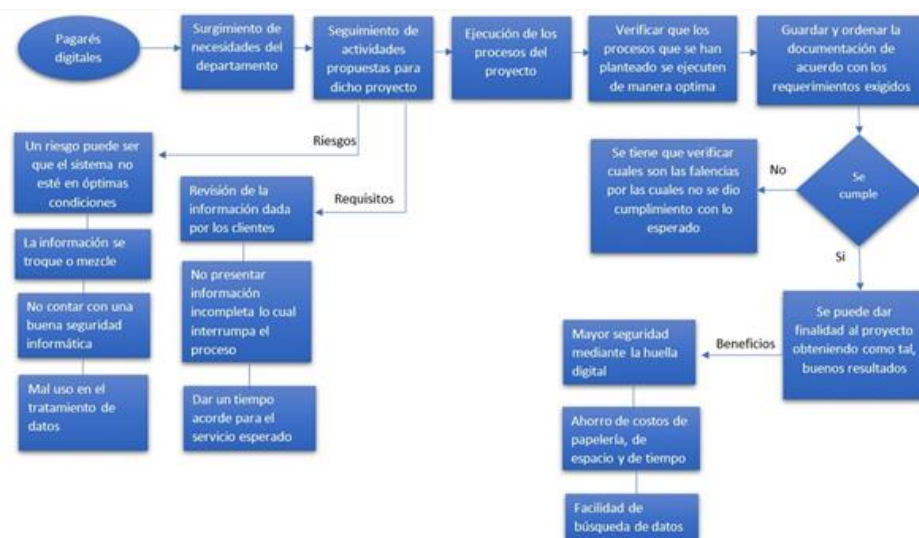 Pagarés
digitales
Surgimiento de
necesidades del
departamento
Seguimiento de
actividades
propuestas para
dicho proyecto
Ejecución de los
procesos del
proyecto
Verificar que los
procesos que se han
planteado se ejecuten
de manera optima
Guardar y ordenar la
documentación de
acuerdo con los
requerimientos exigidos
Riesgos
Un riesgo puede ser
que el sistema no
esté en óptimas
condiciones
La información se
troque o mezcle
No contar con una
buena seguridad
informática
Mal uso en el
tratamiento de
datos
Requisitos
Revisión de la
información dada
por los clientes
No presentar
información
incompleta lo cual
interrumpa el
proceso
Dar un tiempo
acorde para el
servicio esperado
Se
cumple
No
Se tiene que verificar
cuales son las falencias
por las cuales no se dio
cumplimiento con lo
esperado
Si
Se puede dar
finalidad al proyecto
obteniendo como tal,
buenos resultados
Beneficios
Mayor seguridad
mediante la huella
digital
Ahorro de costos de
papelería, de
espacio y de tiempo
Facilidad de
búsqueda de datos